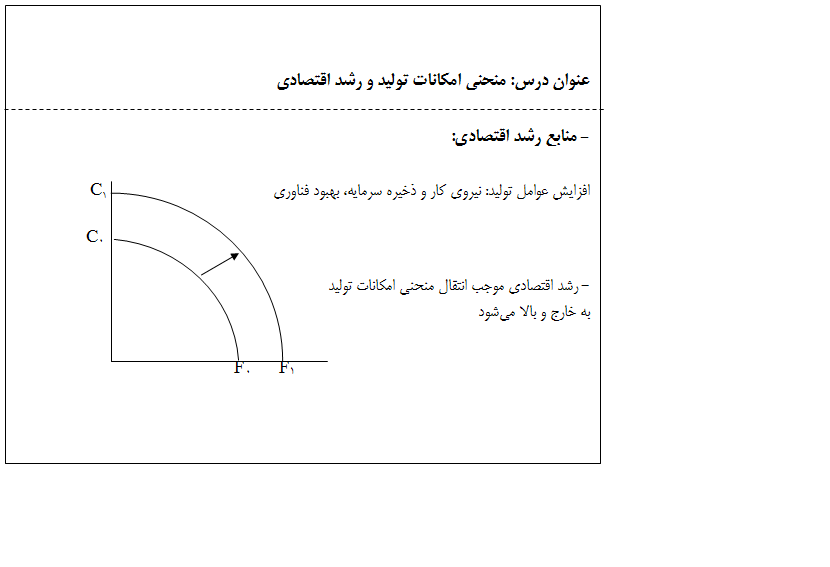 عنوان درس: منحنی امکانات تولید و رشد اقتصادی
- منابع رشد اقتصادی:
افزایش عوامل تولید: نیروی کار و ذخیره سرمایه، بهبود فناوری
- رشد اقتصادی موجب انتقال منحنی امکانات تولید
به خارج و بالا می‌شود
C۱
C۰
F۰
F۱